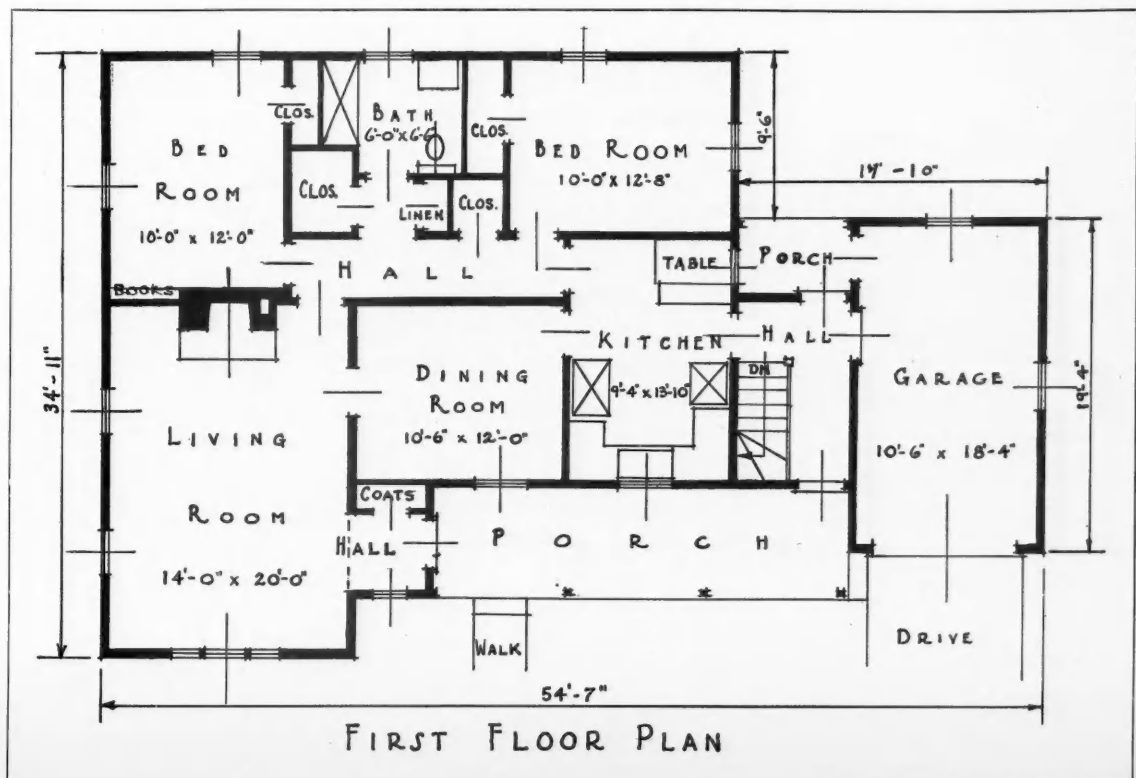 BED
ROOM
10'-0" x 12'-0"
CLOS.
BATH
6'-0" x 6'-6"
CLOS.
BED ROOM
10'-0" x 12'-8"
9'-6"
CLOS.
LINEN
CLOS.
17'-10"
HALL
TABLE
PORCH
BOOKS
KITCHEN
9'-4" x 13'-10"
HALL
DN
GARAGE
10'-6" x 18'-4"
19'-4"
34'-11"
DINING
ROOM
10'-6" x 12'-0"
LIVING
ROOM
14'-0" x 20'-0"
COATS
HALL
PORCH
WALK
DRIVE
54'-7"
FIRST FLOOR PLAN